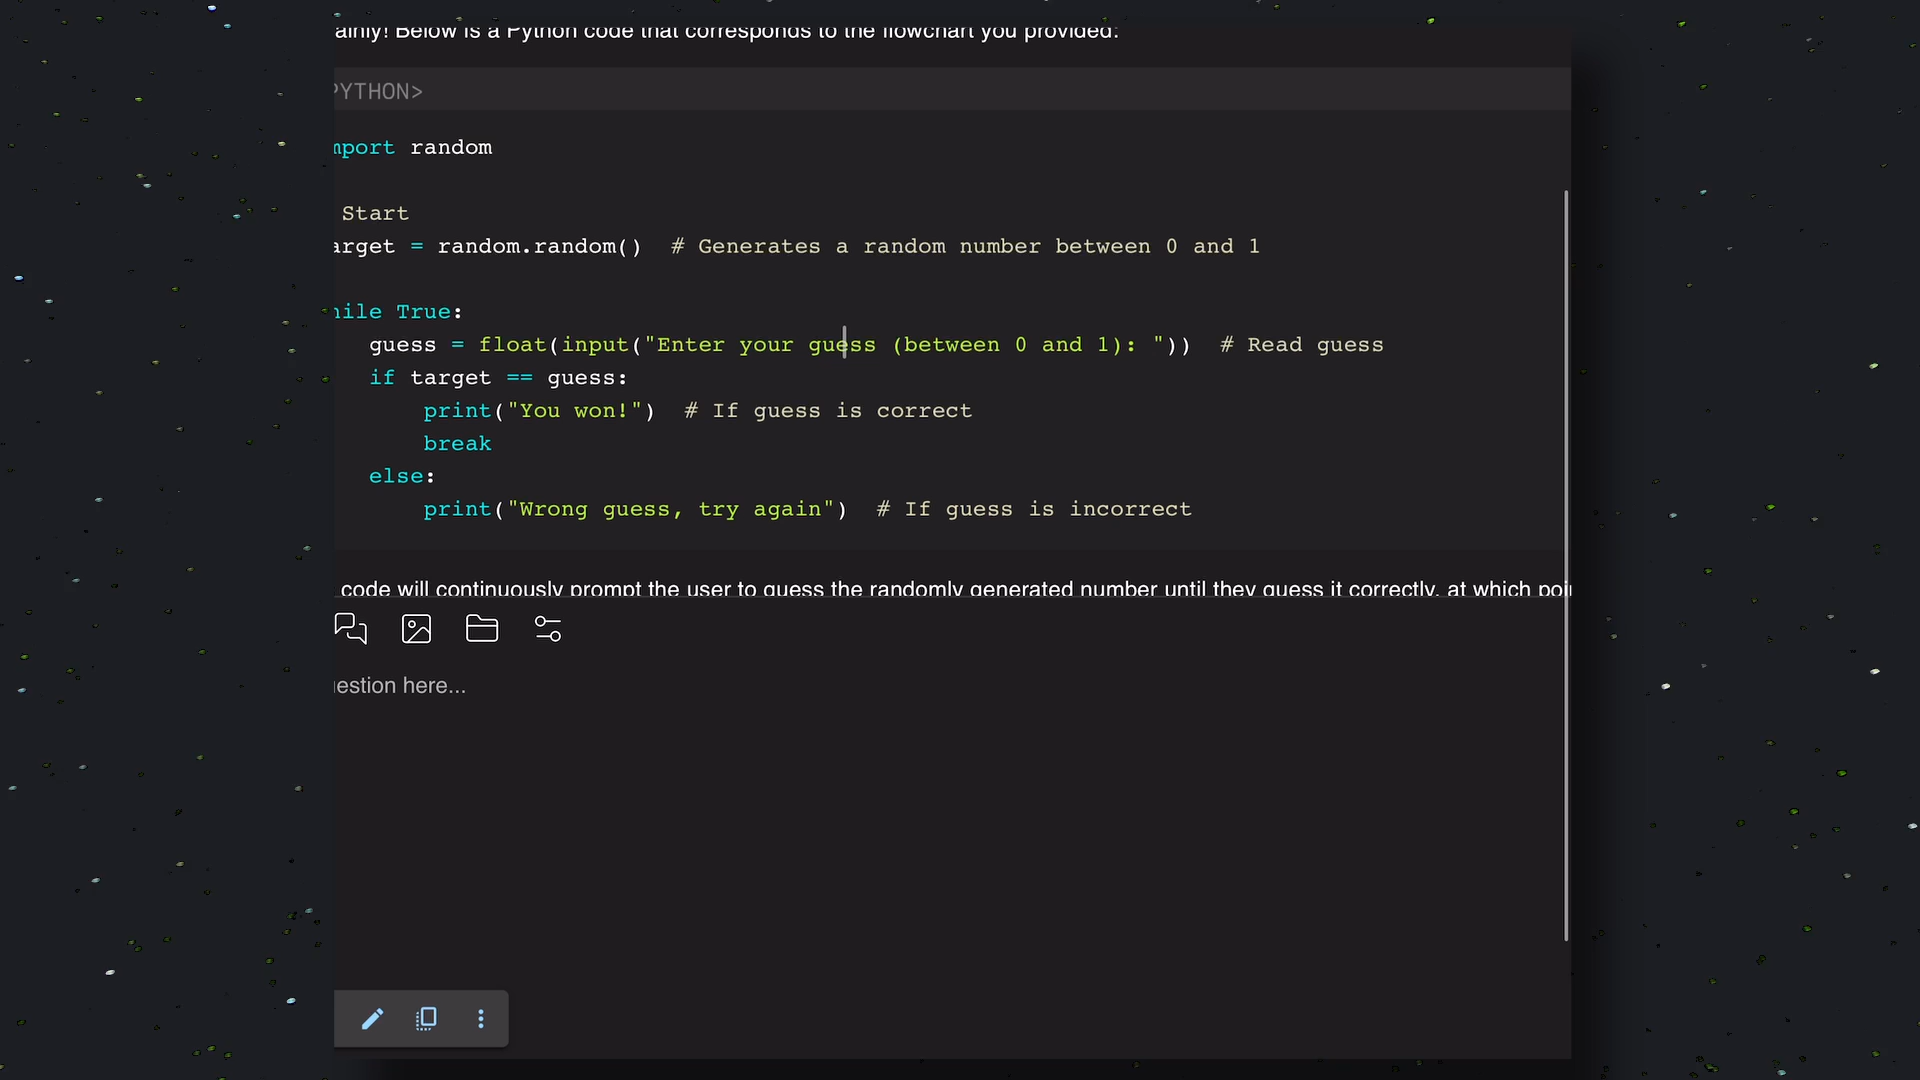 ainly! Below is a Python code that corresponds to the flowchart you provided:
PYTHON>
mport random
Start
arget = random.random()  # Generates a random number between 0 and 1
hile True:
guess = float(input("Enter your guess (between 0 and 1): "))  # Read guess
if target == guess:
print("You won!")  # If guess is correct
break
else:
print("Wrong guess, try again")  # If guess is incorrect
code will continuously prompt the user to guess the randomly generated number until they guess it correctly, at which poi
estion here...